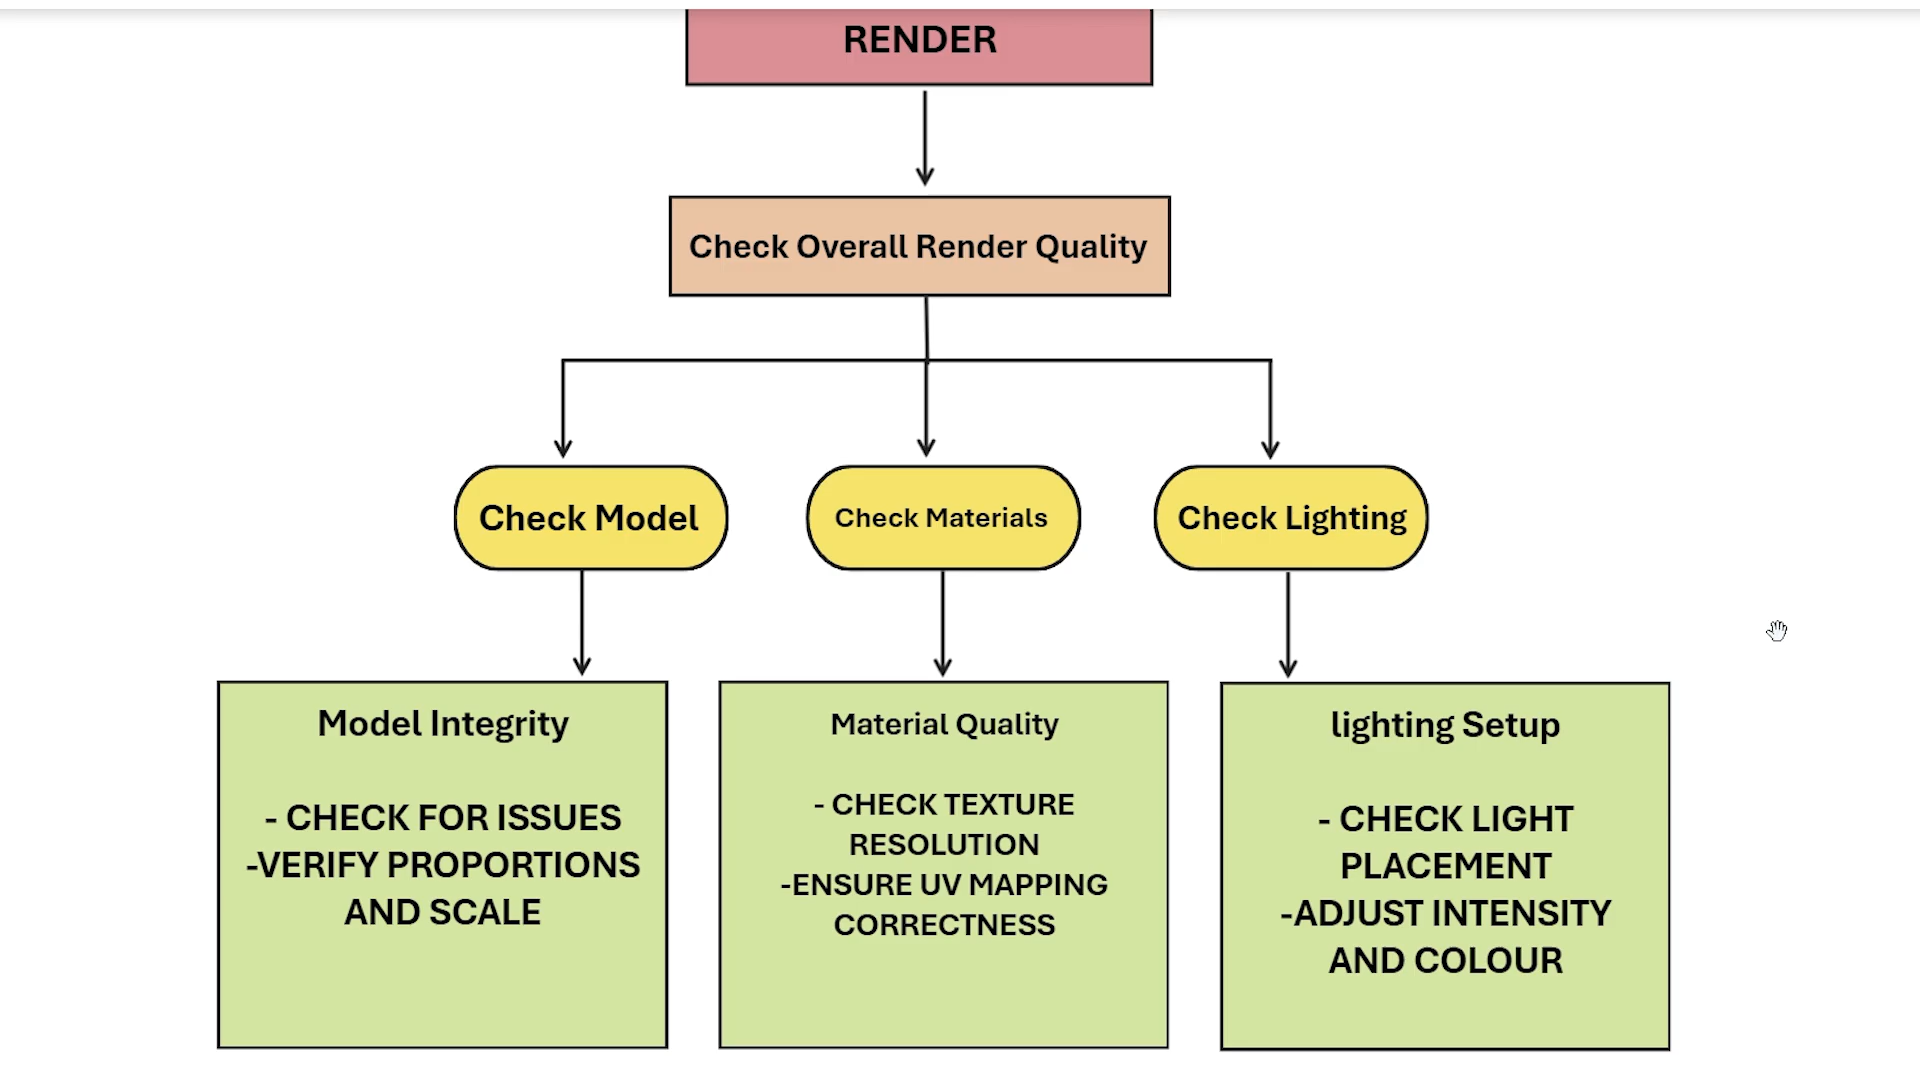 RENDER
Check Overall Render Quality
Check Model
Check Materials
Check Lighting
Model Integrity
- CHECK FOR ISSUES
-VERIFY PROPORTIONS
AND SCALE
Material Quality
- CHECK TEXTURE
RESOLUTION
-ENSURE UV MAPPING
CORRECTNESS
lighting Setup
- CHECK LIGHT
PLACEMENT
-ADJUST INTENSITY
AND COLOUR